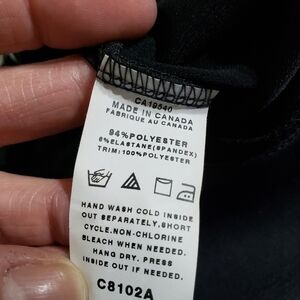 CA19540
MADE IN CANADA
FABRIQUE AU CANADA
94%POLYESTER
6%ELASTANE(SPANDEX)
TRIM:100%POLYESTER
HAND WASH COLD INSIDE
OUT SEPARATELY,SHORT
CYCLE.NON-CHLORINE
BLEACH WHEN NEEDED.
HANG DRY. PRESS
INSIDE OUT IF NEEDED.
C8102A